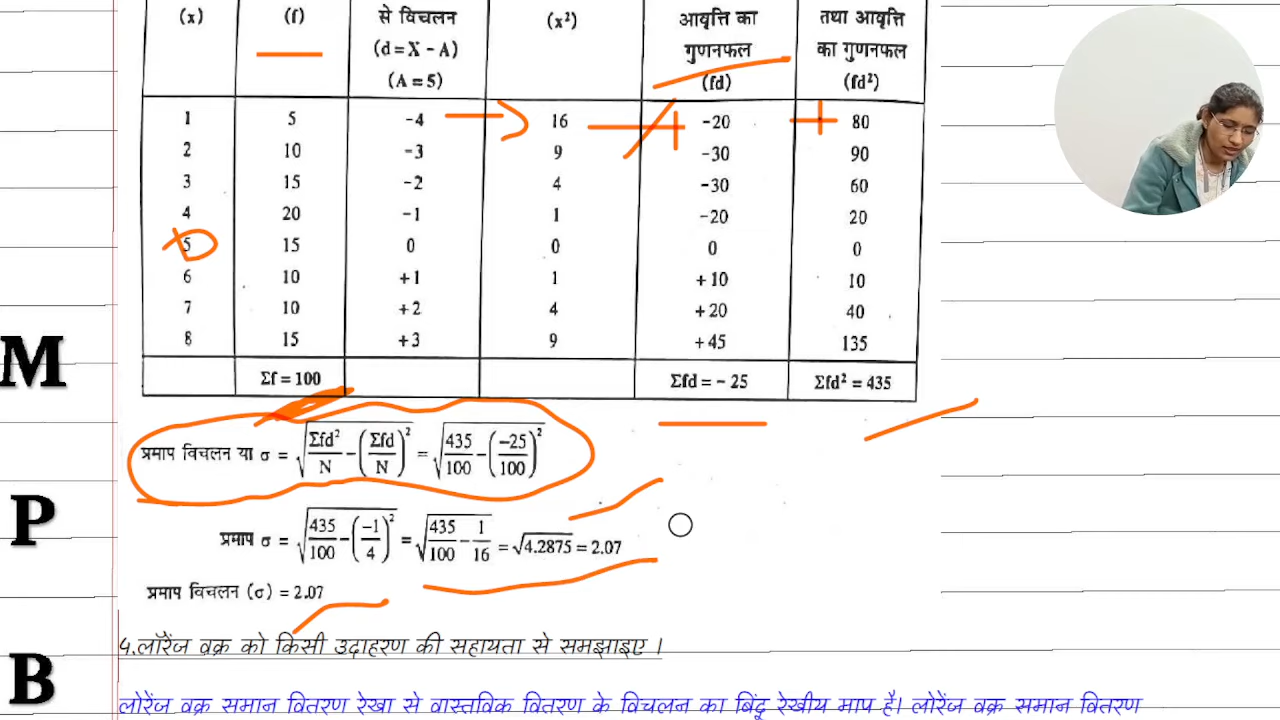 (x) (f) से विचलन (d = X - A) (A = 5) (x²) आवृत्ति का गुणनफल (fd) तथा आवृत्ति का गुणनफल (fd²)
1 5 -4 16 -20 80
2 10 -3 9 -30 90
3 15 -2 4 -30 60
4 20 -1 1 -20 20
5 15 0 0 0 0
6 10 +1 1 +10 10
7 10 +2 4 +20 40
8 15 +3 9 +45 135
Σf = 100 Σfd = - 25 Σfd² = 435
प्रमाप विचलन या σ = √(Σfd²/N - (Σfd/N)²) = √(435/100 - (-25/100)²)
प्रमाप σ = √(435/100 - (-1/4)²) = √(435/100 - 1/16) = √4.2875 = 2.07
प्रमाप विचलन (σ) = 2.07
4.लॉरेंज वक्र को किसी उदाहरण की सहायता से समझाइए ।
लोरेंज वक्र समान वितरण रेखा से वास्तविक वितरण के विचलन का बिंदू रेखीय माप है। लोरेंज वक्र समान वितरण
M
P
B